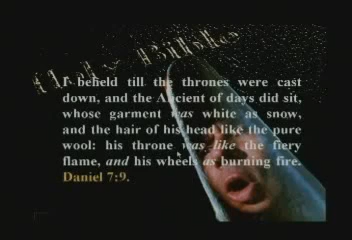 I beheld till the thrones were cast
down, and the Ancient of days did sit,
whose garment was white as snow,
and the hair of his head like the pure
wool: his throne was like the fiery
flame, and his wheels as burning fire.
Daniel 7:9.